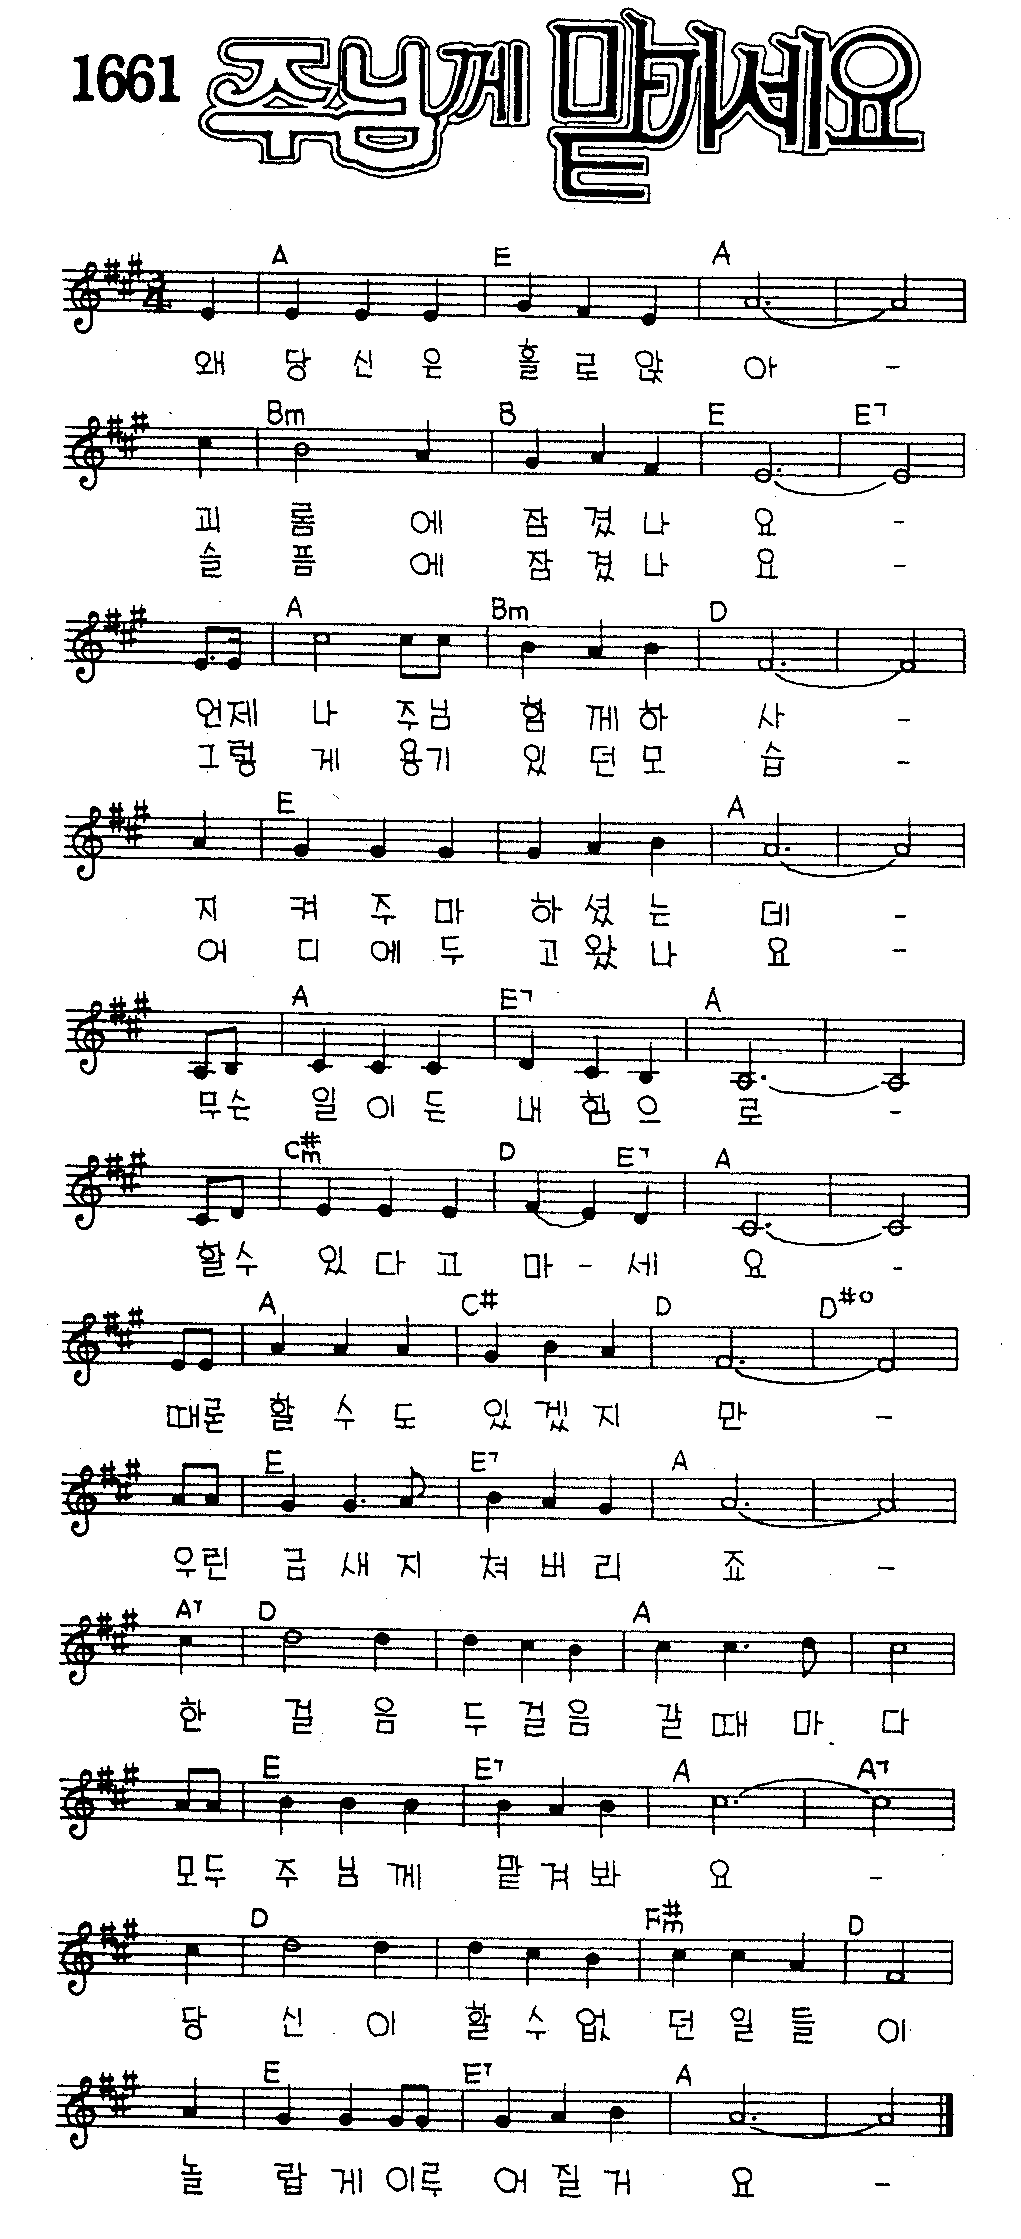 1661 주님께 맡기세요
A E A
왜 당 신 은 홀 로 앉 아 -
Bm B E E7
괴 롬 에 잠 겼 나 요 -
슬 픔 에 잠 겼 나 요 -
A Bm D
언제 나 주님 함 께 하 사 -
그렇 게 용기 있 던 모 습 -
E A
지 켜 주 마 하 셨 는 데 -
어 디 에 두 고 왔 나 요 -
A E7 A
무슨 일 이 든 내 힘 으 로 -
C#m D E7 A
할수 있 다 고 마 - 세 요 -
A C# D D#o
때론 할 수 도 있 겠 지 만 -
E E7 A
우린 금 새 지 쳐 버 리 죠 -
A7 D A
한 걸 음 두 걸 음 갈 때 마 다
E E7 A A7
모두 주 님 께 맡 겨 봐 요 -
D F#m D
당 신 이 할 수 없 던 일 들 이
E E7 A
놀 랍 게 이루 어 질 거 요 -